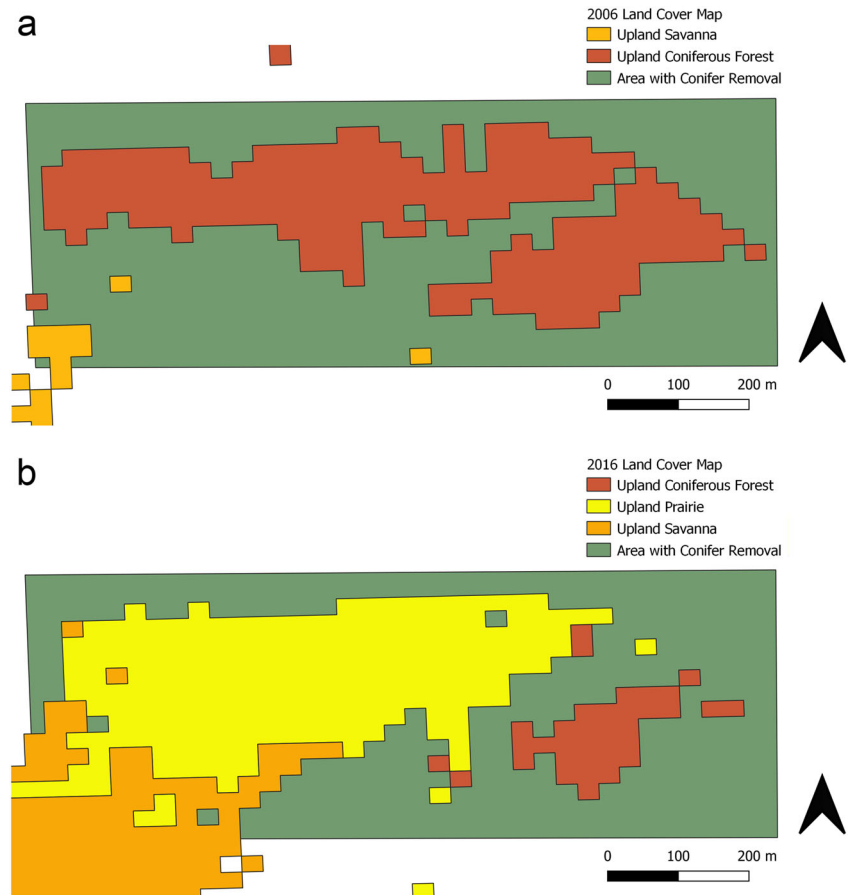 a
2006 Land Cover Map
Upland Savanna
Upland Coniferous Forest
Area with Conifer Removal
0 100 200 m
b
2016 Land Cover Map
Upland Coniferous Forest
Upland Prairie
Upland Savanna
Area with Conifer Removal
0 100 200 m